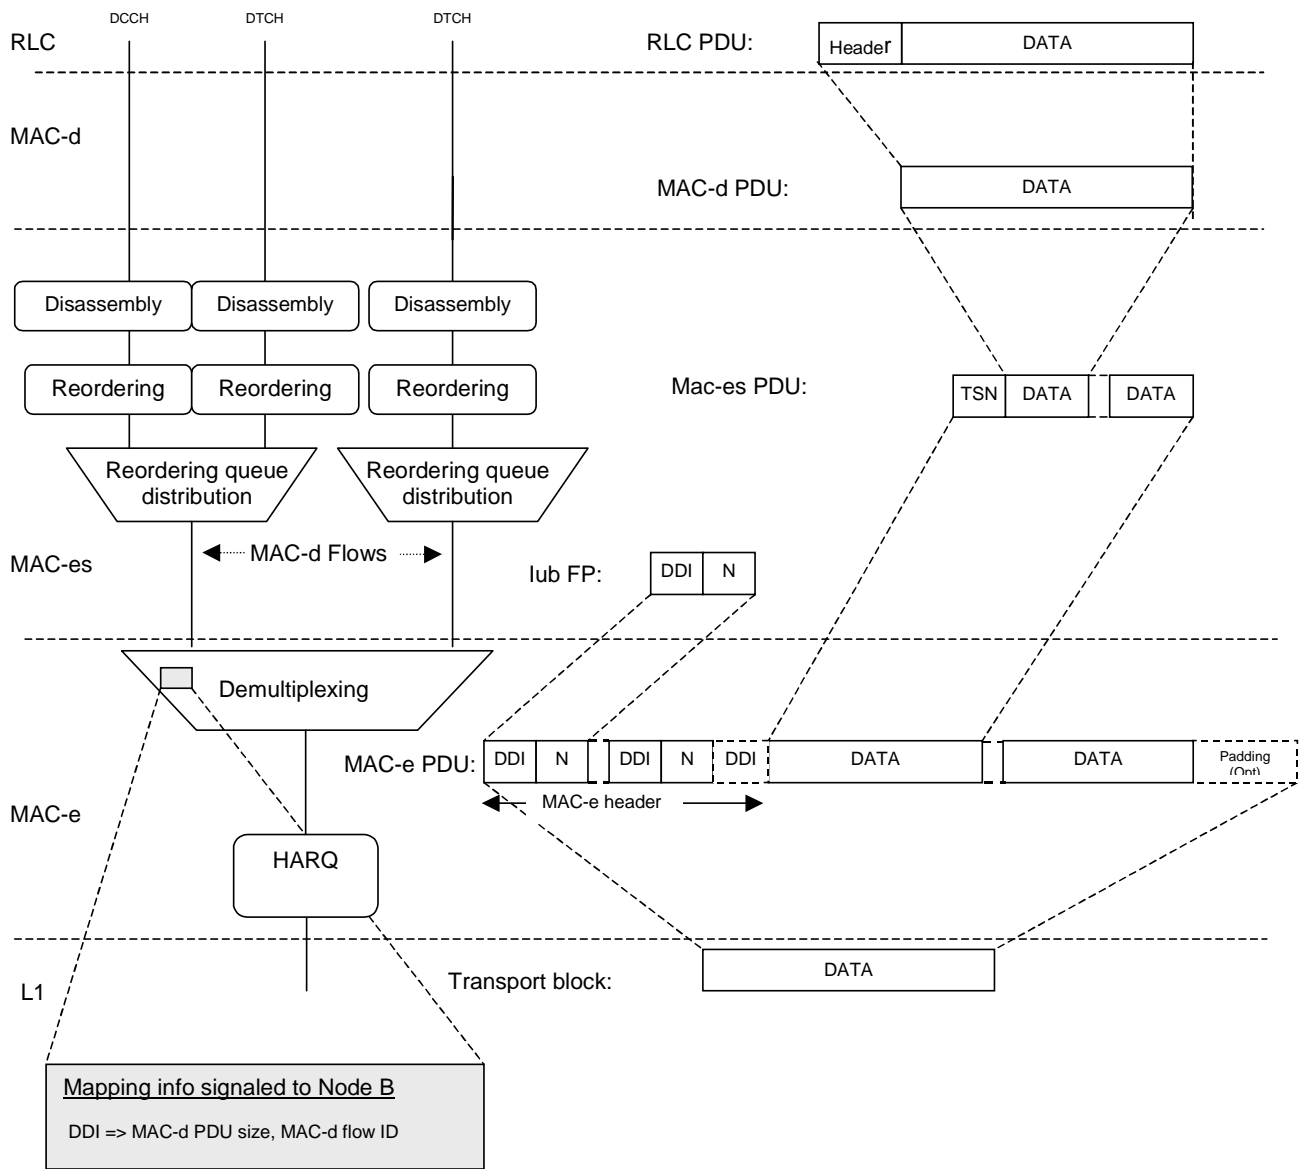 DCCH DTCH DTCH
RLC RLC PDU: Header DATA
MAC-d
MAC-d PDU: DATA
Disassembly Disassembly Disassembly
Reordering Reordering Reordering
Mac-es PDU: TSN DATA DATA
Reordering queue distribution
Reordering queue distribution
MAC-d Flows
MAC-es
Iub FP: DDI N
Demultiplexing
MAC-e PDU: DDI N DDI N DDI DATA DATA Padding (Opt)
MAC-e header
MAC-e
HARQ
L1
Transport block: DATA
Mapping info signaled to Node B
DDI => MAC-d PDU size, MAC-d flow ID